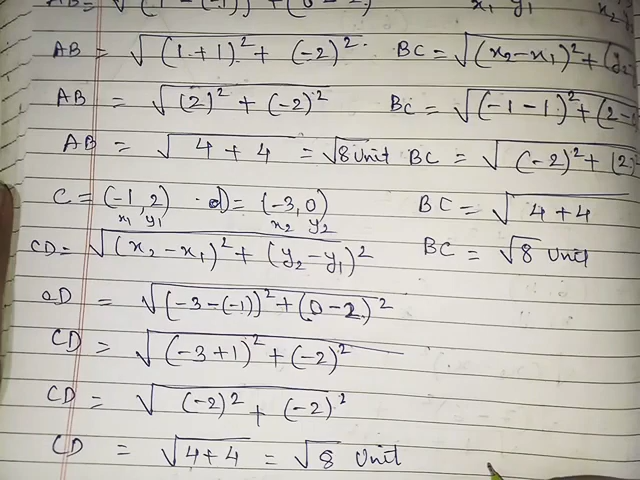 AB = √(1+1)² + (-2)² BC = √(x₂-x₁)² + (y₂
AB = √(2)² + (-2)² BC = √(-1-1)² + (2-
AB = √4+4 = √8 Unit BC = √(-2)² + (2)
C = (-1, 2) D = (-3, 0) BC = √4+4
x₁ y₁ x₂ y₂
CD = √(x₂-x₁)² + (y₂-y₁)² BC = √8 Unit
CD = √(-3-(-1))² + (0-2)²
CD = √(-3+1)² + (-2)²
CD = √(-2)² + (-2)²
CD = √4+4 = √8 Unit